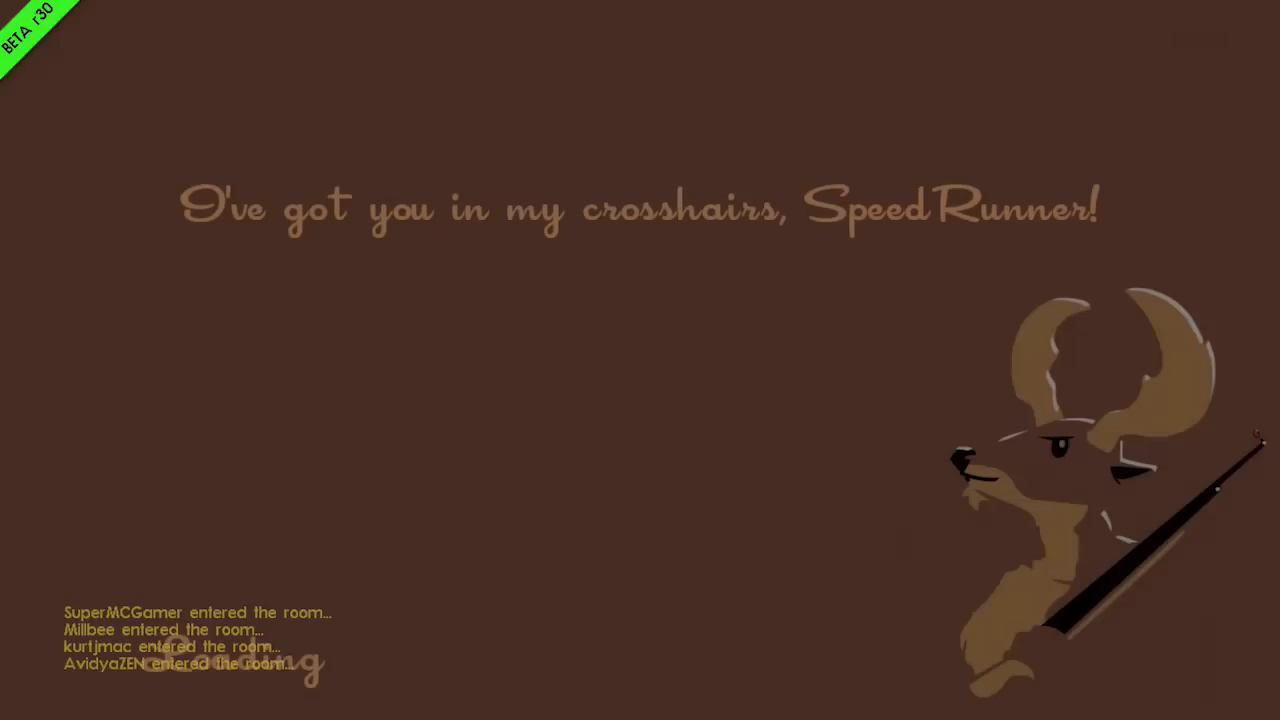 BETA r30
I've got you in my crosshairs, SpeedRunner!
SuperMCGamer entered the room...
Millbee entered the room...
kurtjmac entered the room...
AvidyaZEN entered the room...
Loading